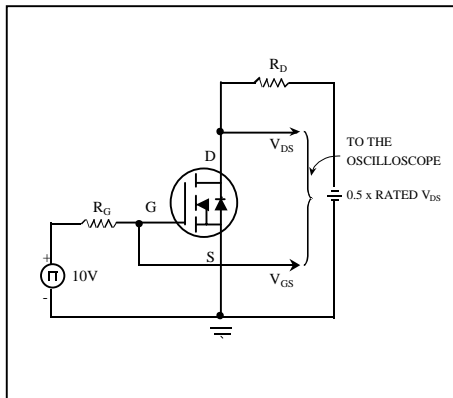 R_D
D
V_DS
TO THE
OSCILLOSCOPE
0.5 x RATED V_DS
R_G
G
S
V_GS
+
10V
-